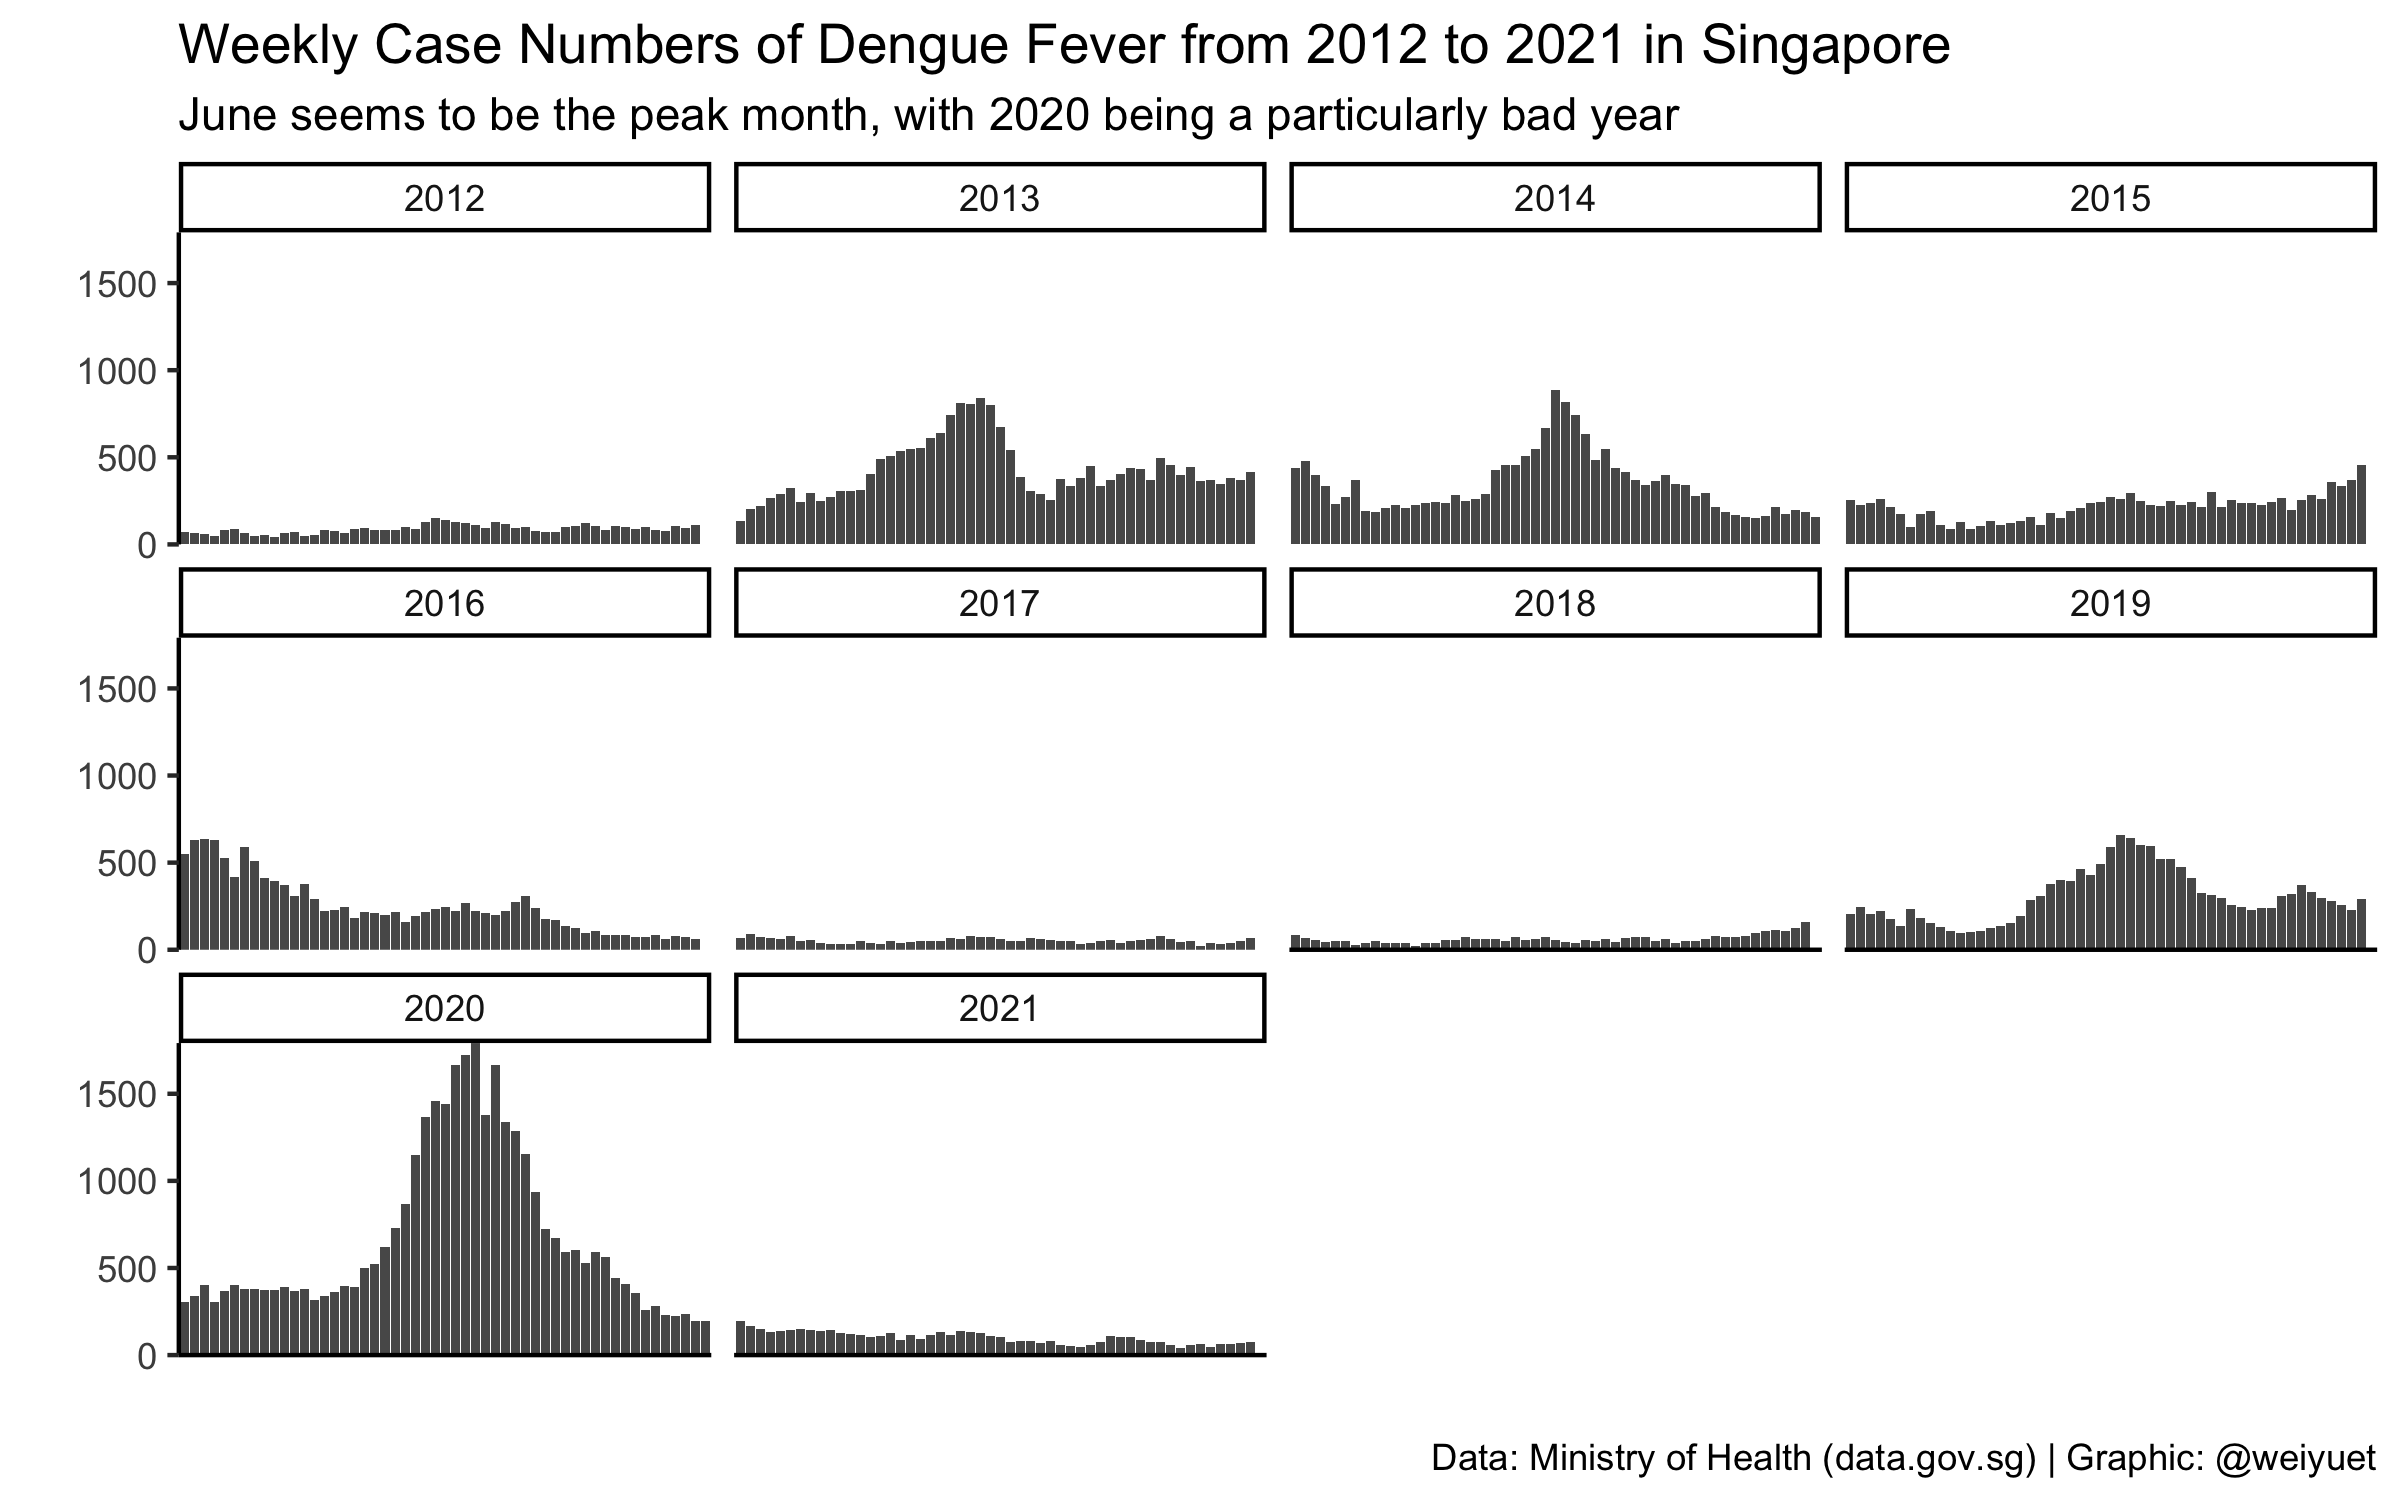 Weekly Case Numbers of Dengue Fever from 2012 to 2021 in Singapore
June seems to be the peak month, with 2020 being a particularly bad year
2012 2013 2014 2015
1500
1000
500
0
2016 2017 2018 2019
1500
1000
500
0
2020 2021
1500
1000
500
0
Data: Ministry of Health (data.gov.sg) | Graphic: @weiyuet